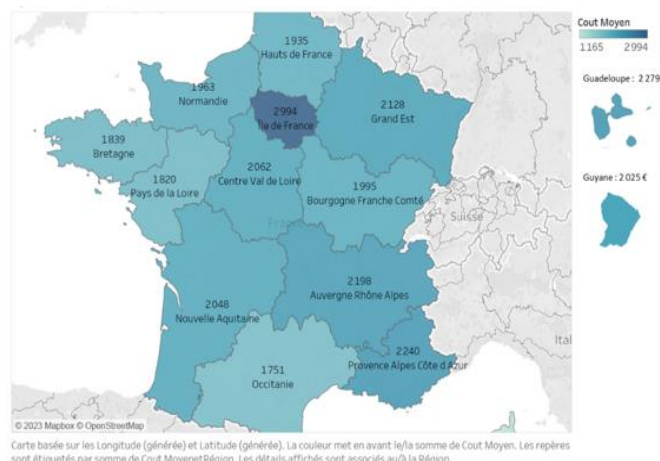 Cout Moyen
1165 2994
Guadeloupe : 2 279
Guyane : 2 025 €
1935
Hauts de France
1963
Normandie
2994
Île de France
2128
Grand Est
1839
Bretagne
1820
Pays de la Loire
2062
Centre Val de Loire
1995
Bourgogne Franche Comté
Suisse
2198
Auvergne Rhône Alpes
2048
Nouvelle Aquitaine
2240
Provence Alpes Côte d Azur
1751
Occitanie
Ital
© 2023 Mapbox © OpenStreetMap
Carte basée sur les Longitude (générée) et Latitude (générée). La couleur met en avant le/la somme de Cout Moyen. Les repères
sont étiquetés par somme de Cout MoyenetRégion. Les détails affichés sont associés au/à la Région.